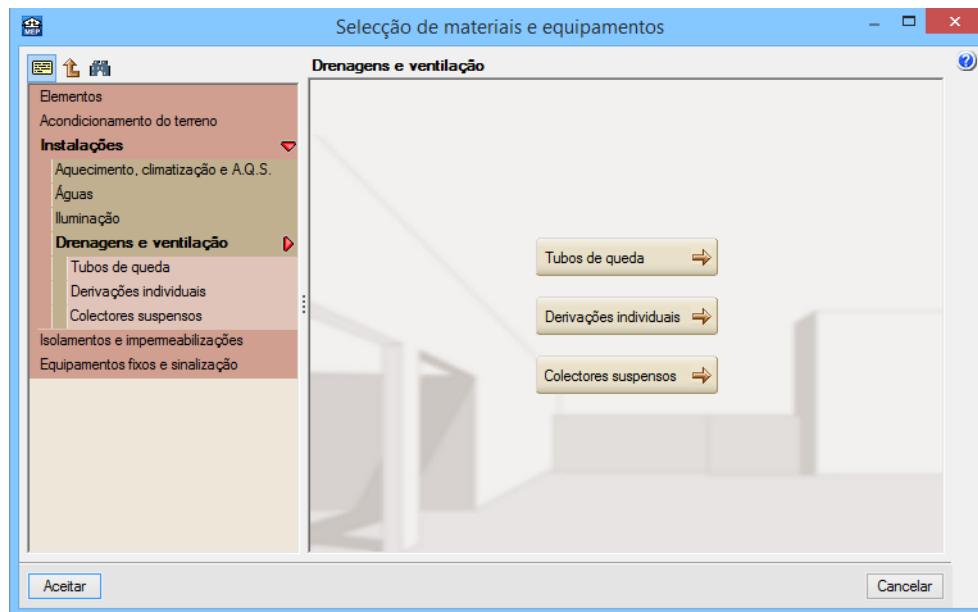 MEP
Selecção de materiais e equipamentos
Drenagens e ventilação
Elementos
Acondicionamento do terreno
Instalações
Aquecimento, climatização e A.Q.S.
Águas
Iluminação
Drenagens e ventilação
Tubos de queda
Derivações individuais
Colectores suspensos
Isolamentos e impermeabilizações
Equipamentos fixos e sinalização
Tubos de queda
Derivações individuais
Colectores suspensos
Aceitar
Cancelar